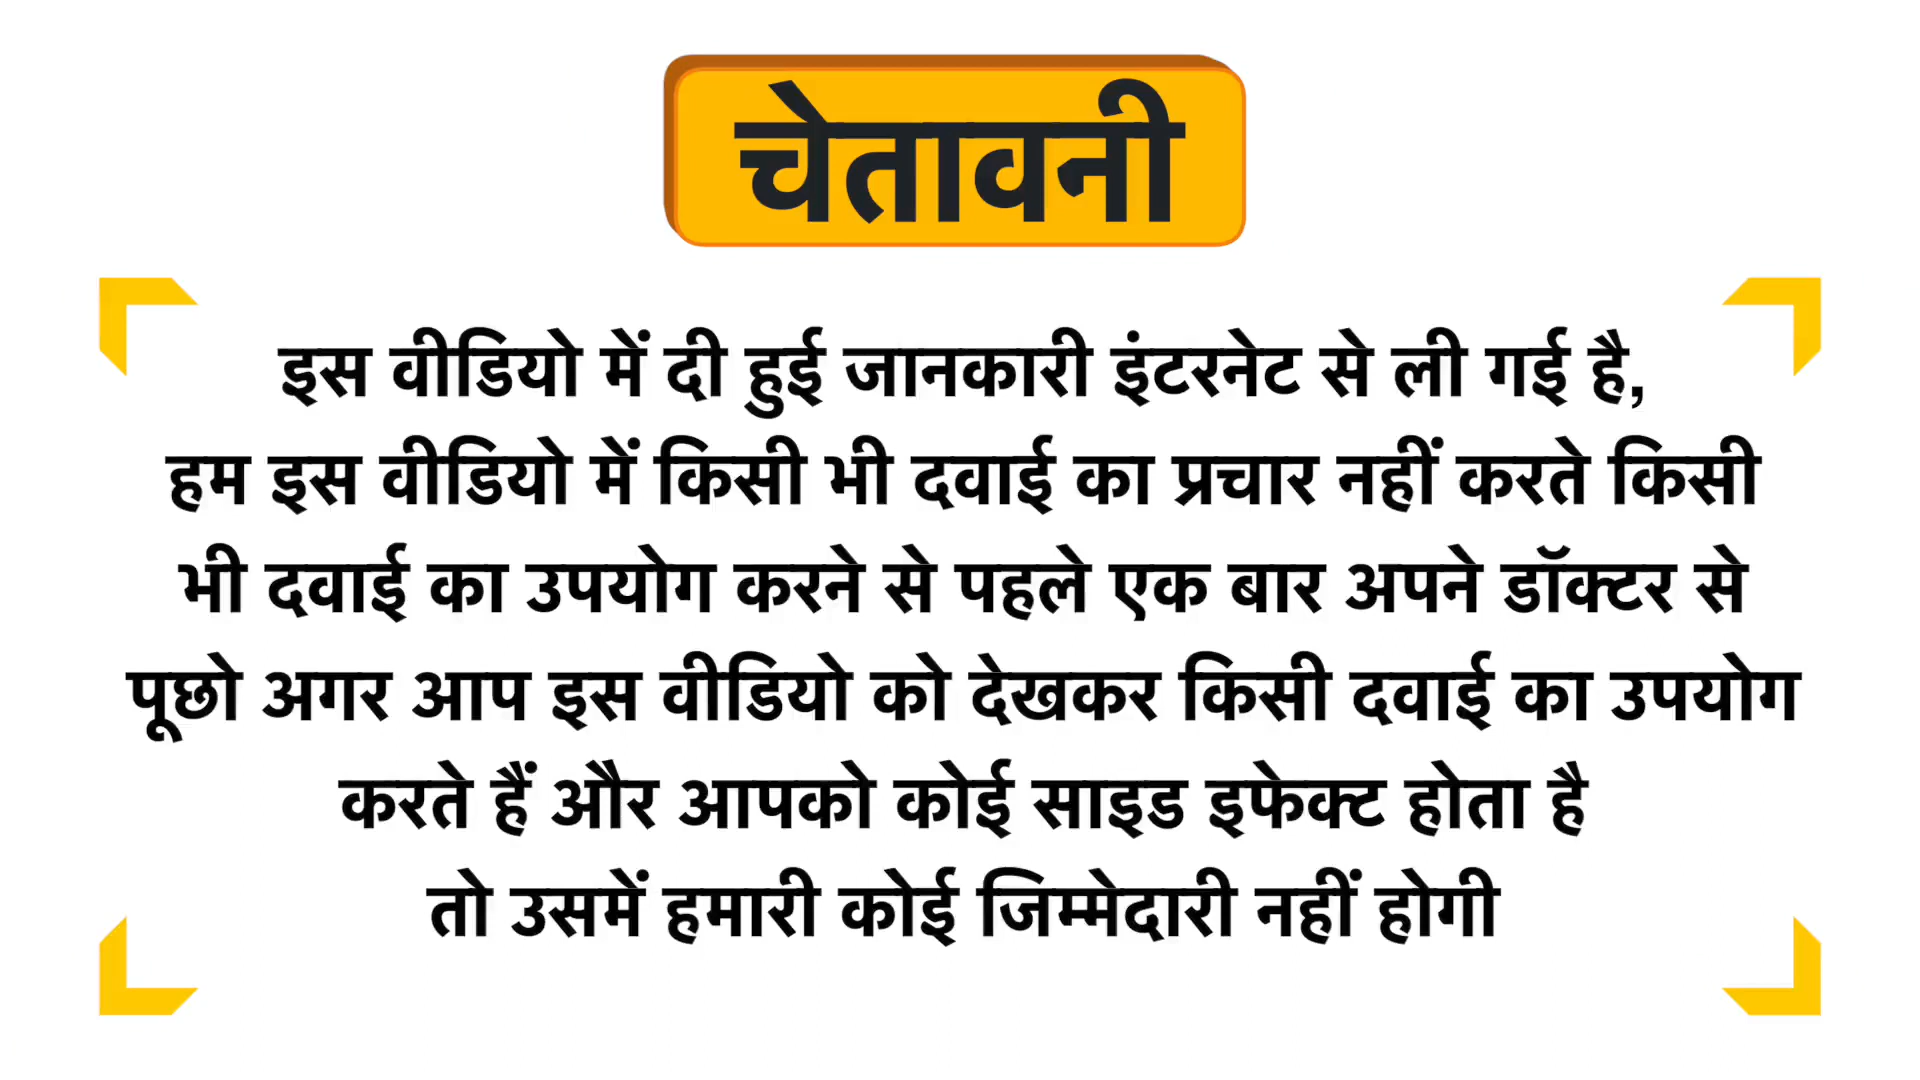 चेतावनी
इस वीडियो में दी हुई जानकारी इंटरनेट से ली गई है,
हम इस वीडियो में किसी भी दवाई का प्रचार नहीं करते किसी
भी दवाई का उपयोग करने से पहले एक बार अपने डॉक्टर से
पूछो अगर आप इस वीडियो को देखकर किसी दवाई का उपयोग
करते हैं और आपको कोई साइड इफेक्ट होता है
तो उसमें हमारी कोई जिम्मेदारी नहीं होगी